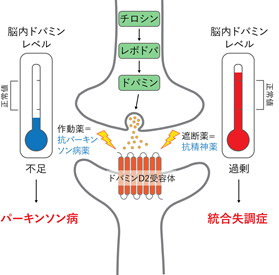 脳内ドパミン
レベル
正常値
不足
パーキンソン病
チロシン
レボドパ
ドパミン
作動薬=
抗パーキン
ソン病薬
遮断薬=
抗精神薬
ドパミンD2受容体
脳内ドパミン
レベル
正常値
過剰
統合失調症